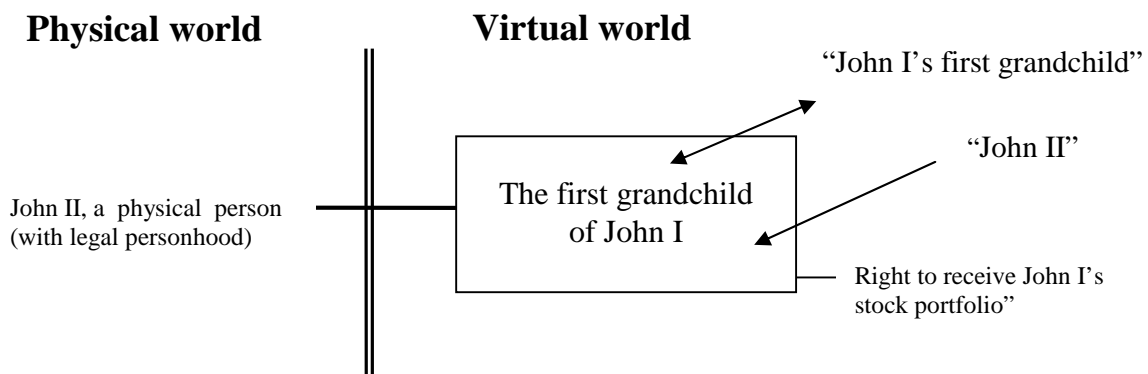 Physical world
Virtual world
“John I’s first grandchild”
“John II”
The first grandchild
of John I
John II, a physical person
(with legal personhood)
Right to receive John I’s
stock portfolio”